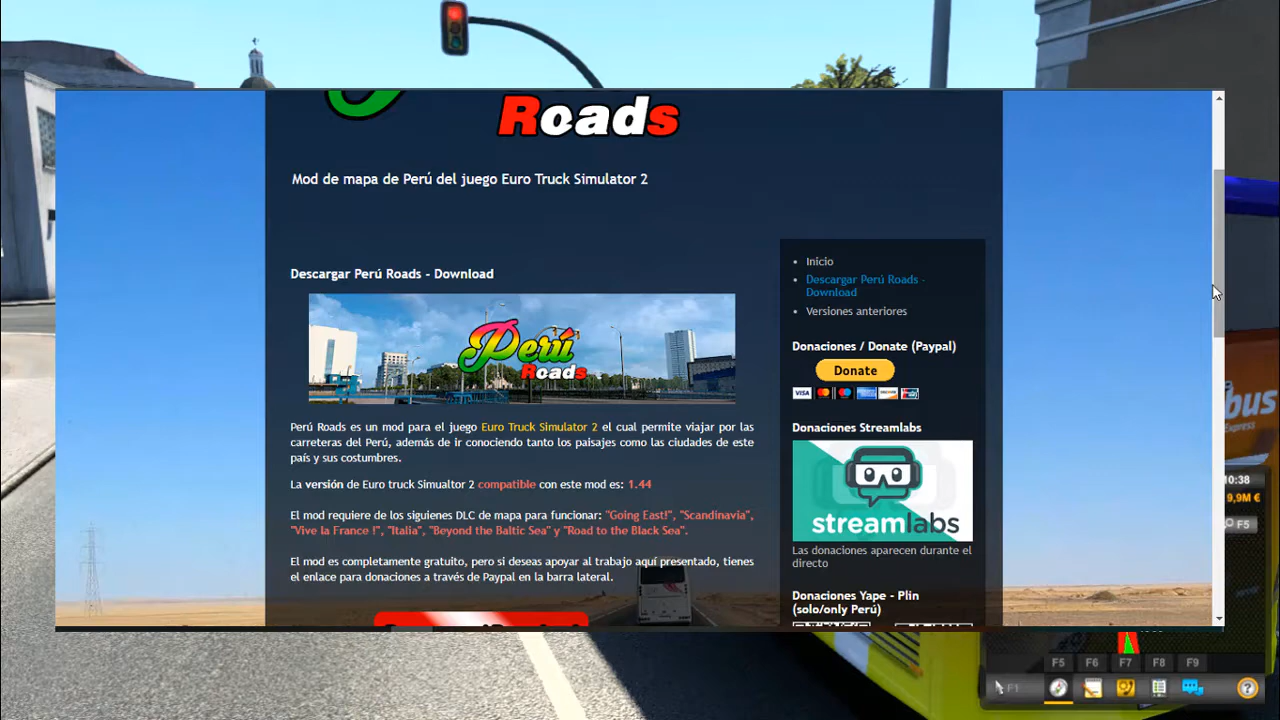 Roads
Mod de mapa de Perú del juego Euro Truck Simulator 2
Descargar Perú Roads - Download
Perú
Roads
Perú Roads es un mod para el juego Euro Truck Simulator 2 el cual permite viajar por las
carreteras del Perú, además de ir conociendo tanto los paisajes como las ciudades de este
país y sus costumbres.
La versión de Euro truck Simualtor 2 compatible con este mod es: 1.44
El mod requiere de los siguienes DLC de mapa para funcionar: "Going East!", "Scandinavia",
"Vive la France !", "Italia", "Beyond the Baltic Sea" y "Road to the Black Sea".
El mod es completamente gratuito, pero si deseas apoyar al trabajo aquí presentado, tienes
el enlace para donaciones a través de Paypal en la barra lateral.
Inicio
Descargar Perú Roads -
Download
Versiones anteriores
Donaciones / Donate (Paypal)
Donate
VISA
Donaciones Streamlabs
streamlabs
Las donaciones aparecen durante el
directo
Donaciones Yape - Plin
(solo/only Perú)
bus
Express
10:38
9,9M €
F5
F5 F6 F7 F8 F9
F1
?